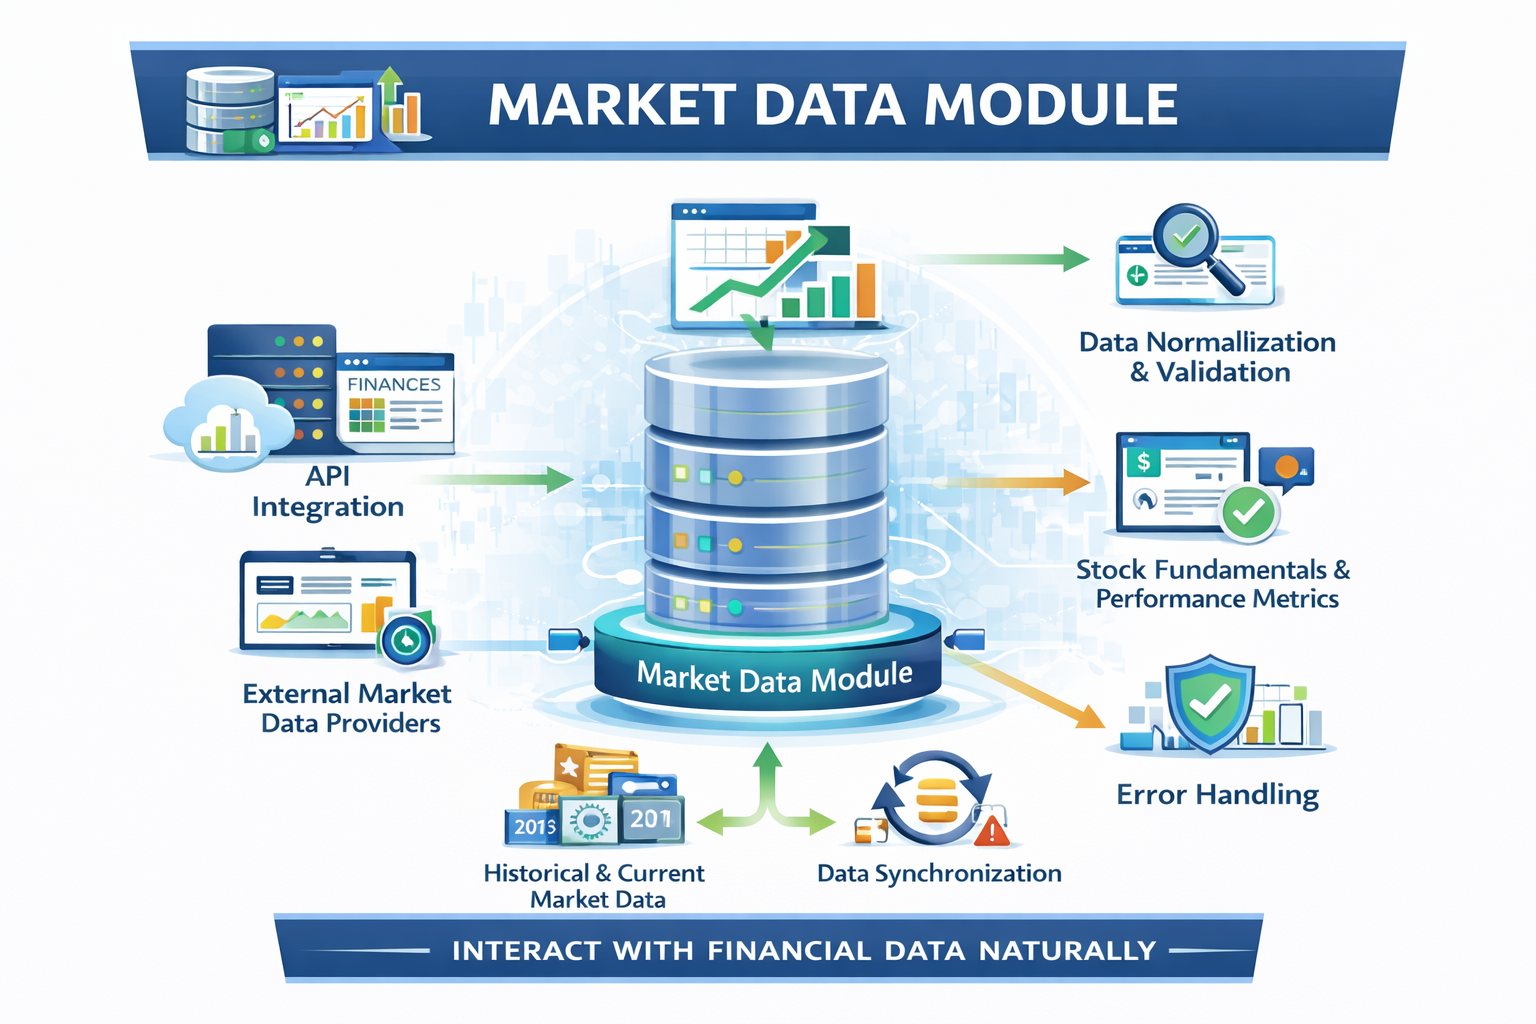 MARKET DATA MODULE
FINANCES
API
Integration
External Market
Data Providers
Data Normallization
& Validation
Stock Fundamentals &
Performance Metrics
Error Handling
Market Data Module
2013
201
Historical & Current
Market Data
Data Synchronization
INTERACT WITH FINANCIAL DATA NATURALLY